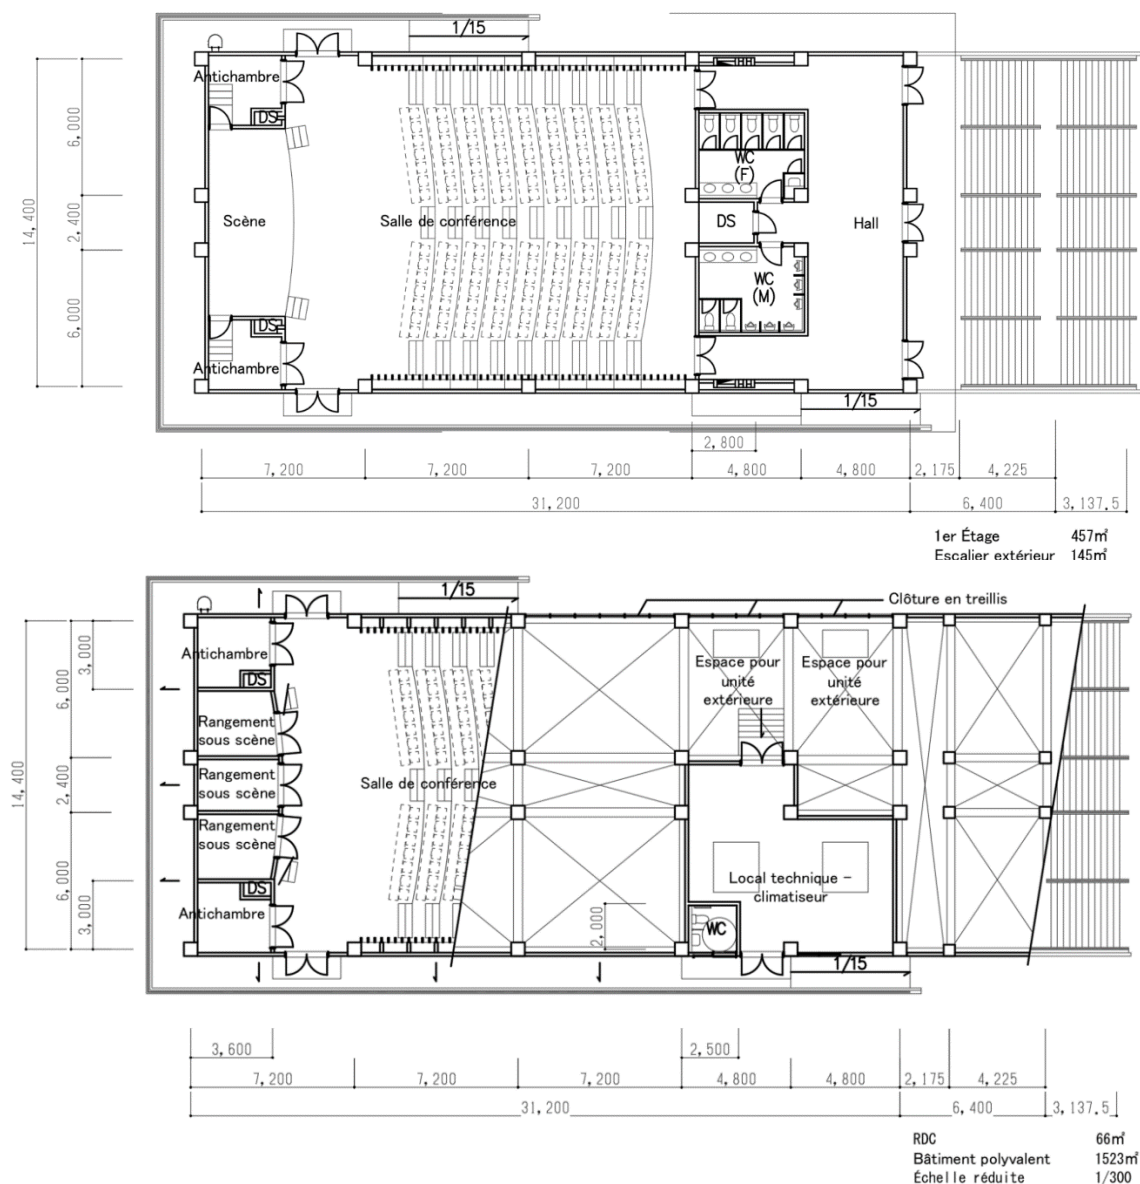 1/15
Antichambre
DS
6,000
14,400
2,400
6,000
WC
(F)
Scène
Salle de conférence
DS
Hall
WC
(M)
DS
Antichambre
1/15
2,800
7,200
7,200
7,200
4,800
4,800
2,175
4,225
31,200
6,400
3,137.5
1er Étage 457㎡
Escalier extérieur 145㎡
1/15
Clôture en treillis
3,000
Antichambre
DS
6,000
Espace pour
unité
extérieure
Espace pour
unité
extérieure
Rangement
sous scène
14,400
2,400
Rangement
sous scène
Salle de conférence
Rangement
sous scène
6,000
3,000
DS
Antichambre
Local technique –
climatiseur
2,000
WC
1/15
3,600
2,500
7,200
7,200
7,200
4,800
4,800
2,175
4,225
31,200
6,400
3,137.5
RDC 66㎡
Bâtiment polyvalent 1523㎡
Échelle réduite 1/300